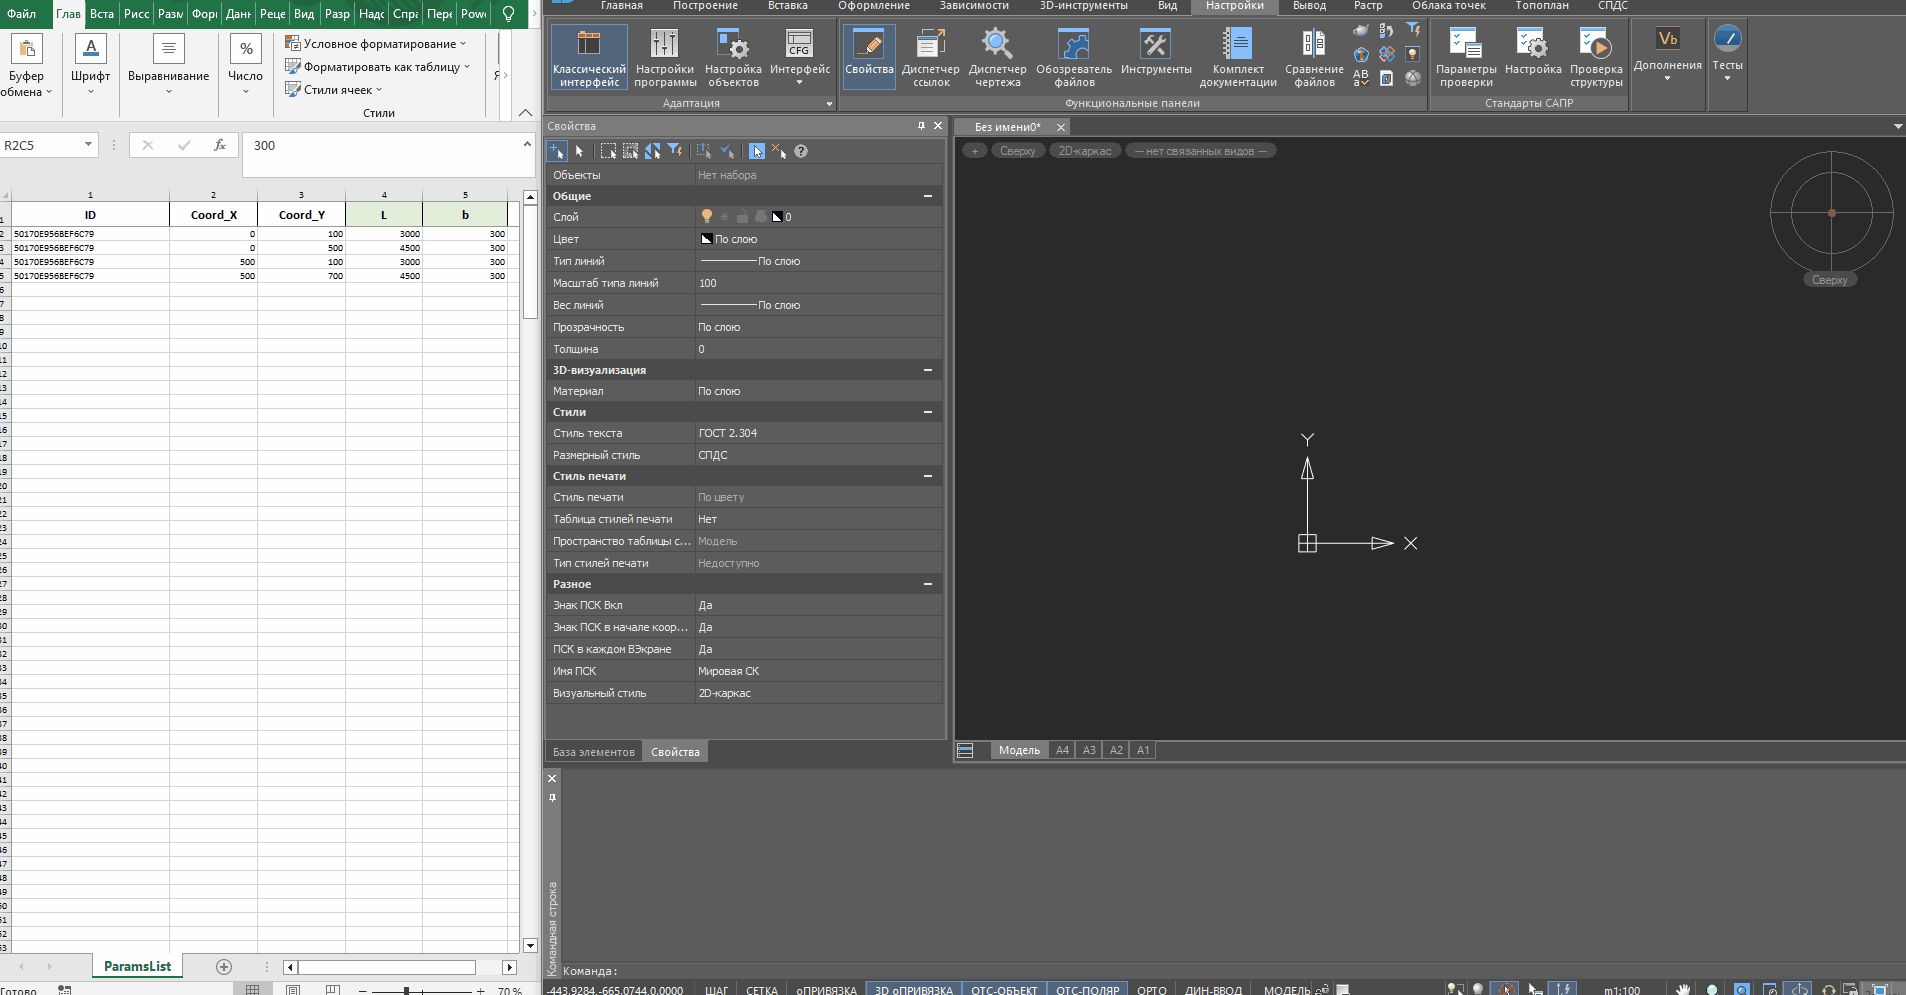 Файл Глав Вста Рисс Разм Форм Данн Реце Вид Разр Надс Спра Пере Powe
Буфер обмена
Шрифт
Выравнивание
Число
Условное форматирование
Форматировать как таблицу
Стили ячеек
Стили
R2C5
300
1 2 3 4 5
ID Coord_X Coord_Y L b
50170E956BEF6C79 0 100 3000 300
50170E956BEF6C79 0 500 4500 300
50170E956BEF6C79 500 100 3000 300
50170E956BEF6C79 500 700 4500 300
ParamsList
Готово
70 %
Главная Построение Вставка Оформление Зависимости 3D-инструменты Вид Настройки Вывод Растр Облака точек Топоплан СПДС
Классический интерфейс
Настройки программы
Настройка объектов
CFG
Интерфейс
Адаптация
Свойства
Диспетчер ссылок
Диспетчер чертежа
Обозреватель файлов
Инструменты
Комплект документации
Сравнение файлов
Функциональные панели
Параметры проверки
Настройка
Проверка структуры
Стандарты САПР
Дополнения
Тесты
Свойства
Объекты Нет набора
Общие
Слой 0
Цвет По слою
Тип линий По слою
Масштаб типа линий 100
Вес линий По слою
Прозрачность По слою
Толщина 0
3D-визуализация
Материал По слою
Стили
Стиль текста ГОСТ 2.304
Размерный стиль СПДС
Стиль печати
Стиль печати По цвету
Таблица стилей печати Нет
Пространство таблицы с... Модель
Тип стилей печати Недоступно
Разное
Знак ПСК Вкл Да
Знак ПСК в начале коор... Да
ПСК в каждом ВЭкране Да
Имя ПСК Мировая СК
Визуальный стиль 2D-каркас
База элементов Свойства
Без имени0*
+ Сверху 2D-каркас — нет связанных видов —
Сверху
Y
X
Модель A4 A3 A2 A1
Командная строка
Команда:
-443.9284,-665.0744,0.0000 ШАГ СЕТКА оПРИВЯЗКА 3D оПРИВЯЗКА ОТС-ОБЪЕКТ ОТС-ПОЛЯР ОРТО ДИН-ВВОД МОДЕЛЬ
m1:100